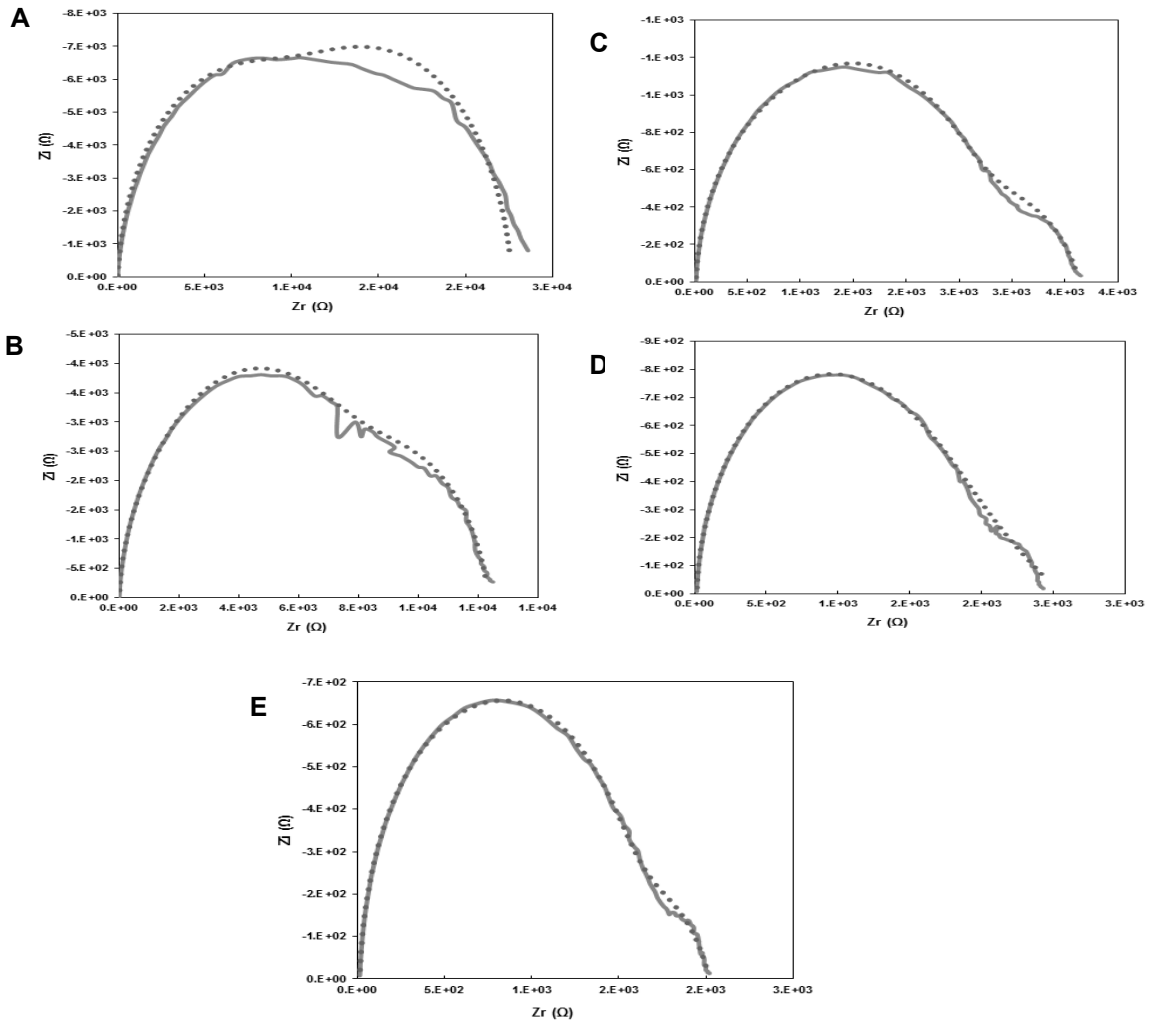 A
-8.E +03
-7.E +03
-6.E +03
-5.E +03
-4.E +03
-3.E +03
-2.E +03
-1.E +03
0.E+00
Zi (Ω)
0.E+00 5.E +03 1.E +04 2.E +04 2.E +04 3.E +04
Zr (Ω)
C
-1.E +03
-1.E +03
-1.E +03
-8.E +02
-6.E +02
-4.E +02
-2.E +02
0.E+00
Zi (Ω)
0.E+00 5.E +02 1.E +03 2.E +03 2.E +03 3.E +03 3.E +03 4.E +03 4.E +03
Zr (Ω)
B
-5.E +03
-4.E +03
-4.E +03
-3.E +03
-3.E +03
-2.E +03
-2.E +03
-1.E +03
-5.E +02
0.E+00
Zi (Ω)
0.E+00 2.E +03 4.E +03 6.E +03 8.E +03 1.E +04 1.E +04 1.E +04
Zr (Ω)
D
-9.E +02
-8.E +02
-7.E +02
-6.E +02
-5.E +02
-4.E +02
-3.E +02
-2.E +02
-1.E +02
0.E+00
Zi (Ω)
0.E+00 5.E +02 1.E +03 2.E +03 2.E +03 3.E +03 3.E +03
Zr (Ω)
E
-7.E +02
-6.E +02
-5.E +02
-4.E +02
-3.E +02
-2.E +02
-1.E +02
0.E+00
Zi (Ω)
0.E+00 5.E +02 1.E +03 2.E +03 2.E +03 3.E +03
Zr (Ω)